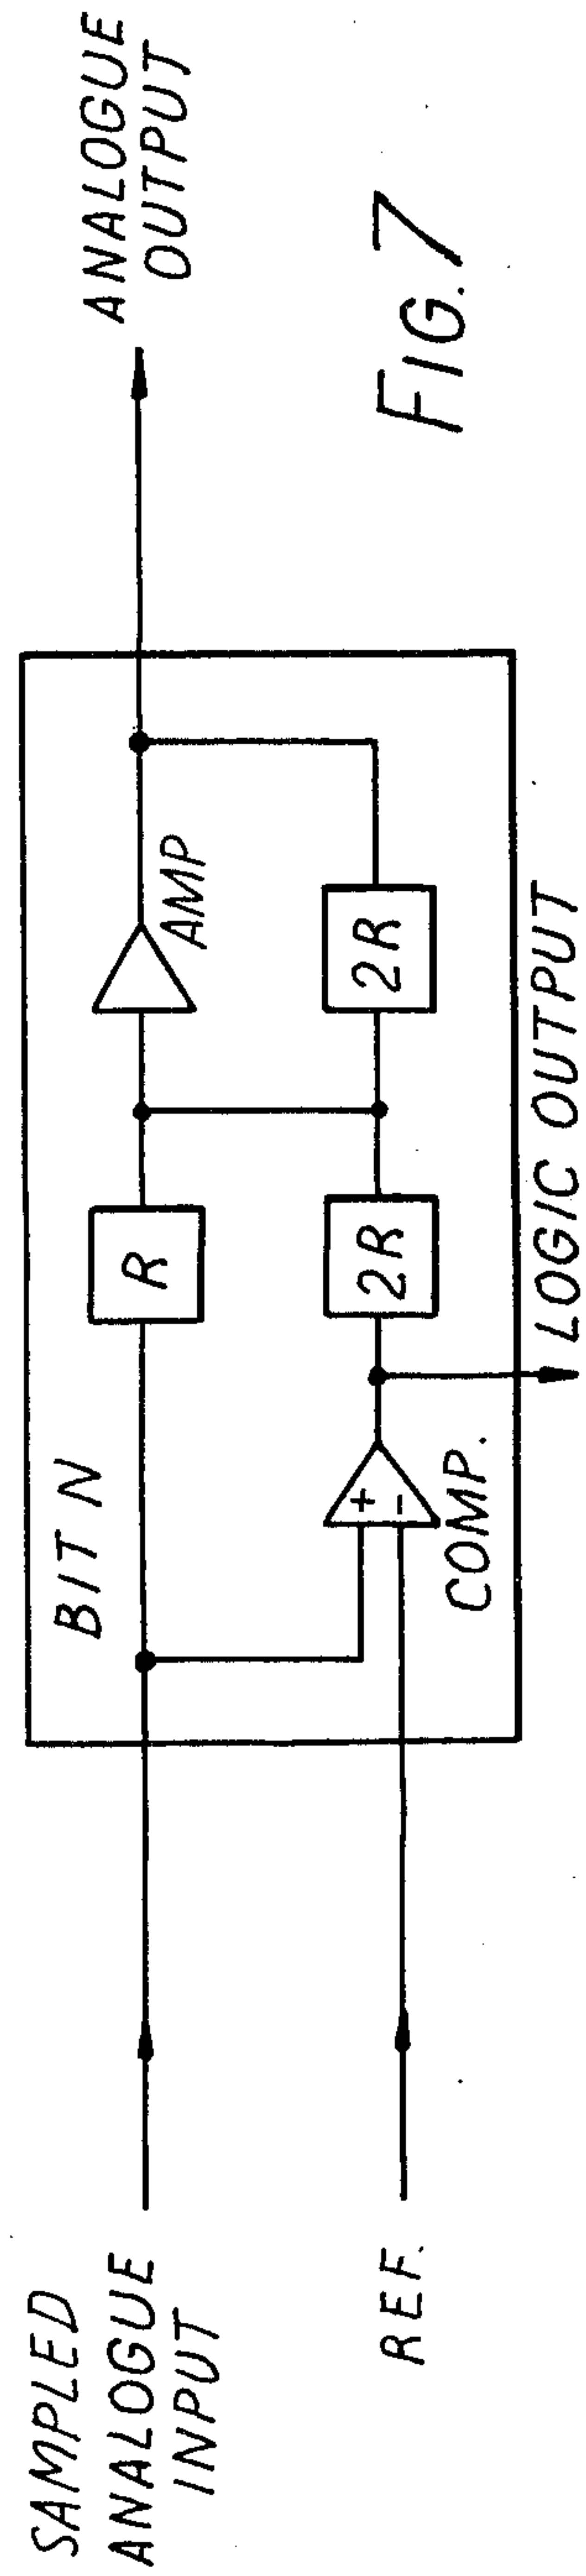 SAMPLED
ANALOGUE
INPUT
REF.
BIT N
R
AMP
+
-
COMP.
2R
2R
LOGIC OUTPUT
ANALOGUE
OUTPUT
FIG. 7